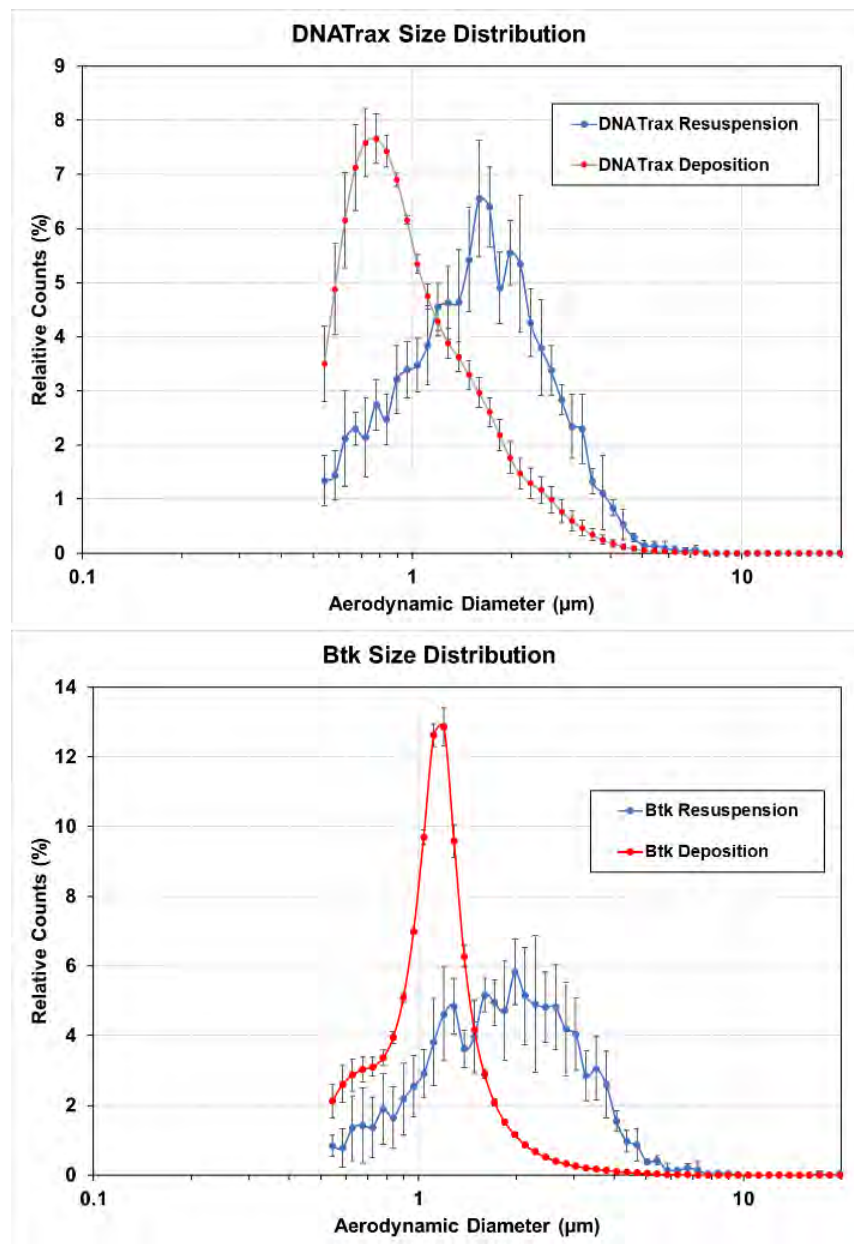 DNATrax Size Distribution
9
8
7
6
5
4
3
2
1
0
Relaitive Counts (%)
DNATrax Resuspension
DNATrax Deposition
0.1
1
10
Aerodynamic Diameter (µm)
Btk Size Distribution
14
12
10
8
6
4
2
0
Relative Counts (%)
Btk Resuspension
Btk Deposition
0.1
1
10
Aerodynamic Diameter (µm)